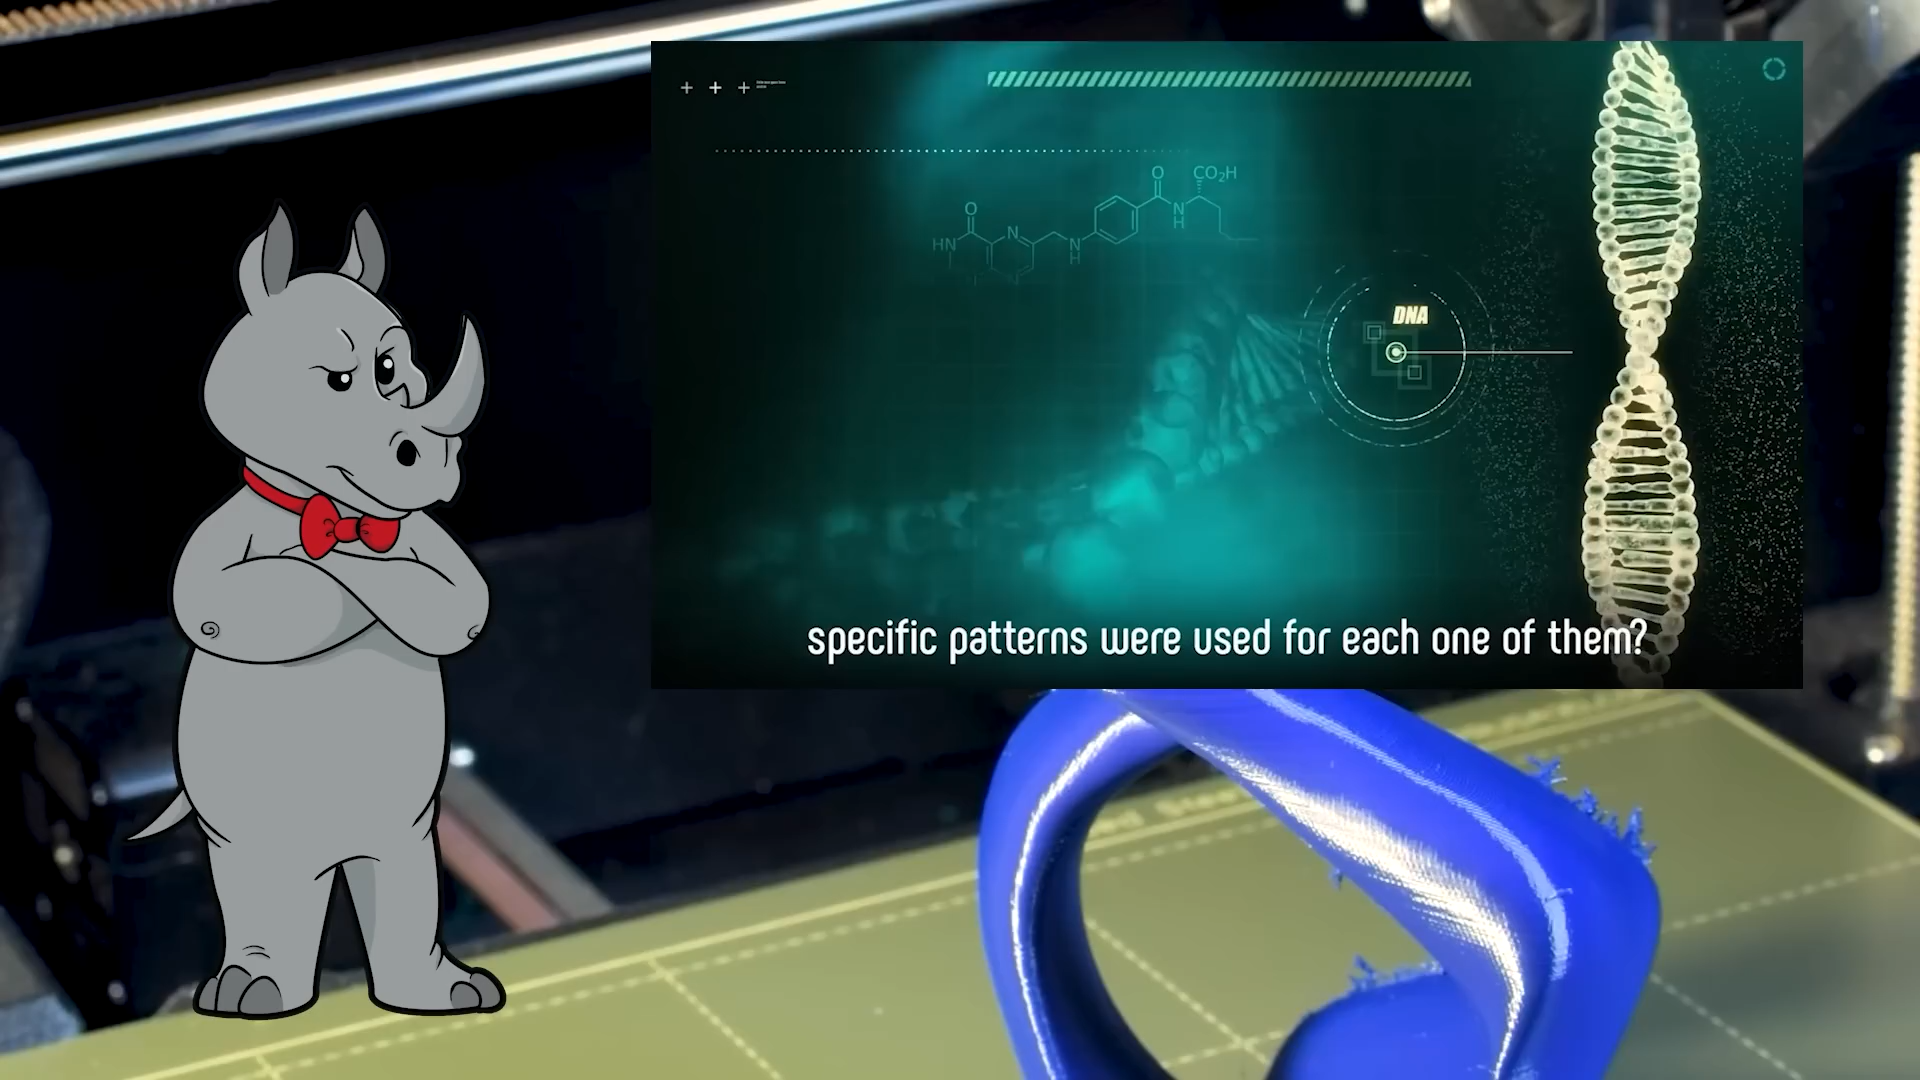 O
CO₂H
O
N
HN
N
H
N
H
DNA
specific patterns were used for each one of them?